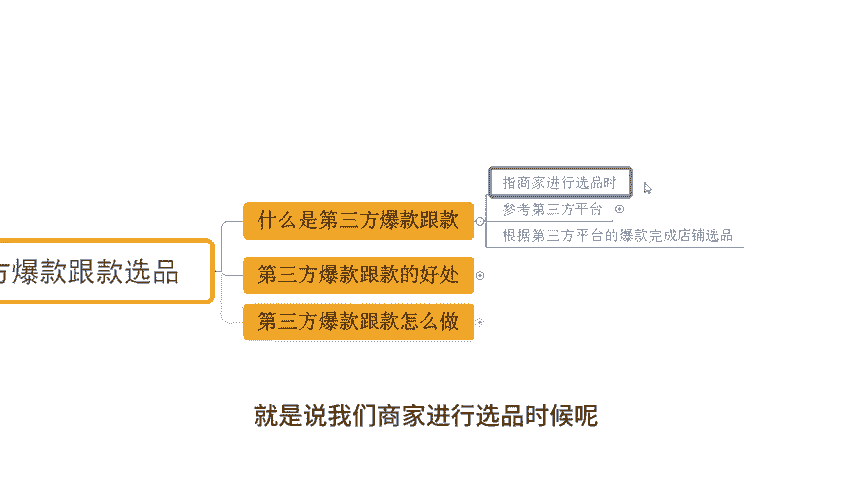 方爆款跟款选品
什么是第三方爆款跟款
指商家进行选品时
参考第三方平台
根据第三方平台的爆款完成店铺选品
第三方爆款跟款的好处
第三方爆款跟款怎么做
就是说我们商家进行选品时候呢